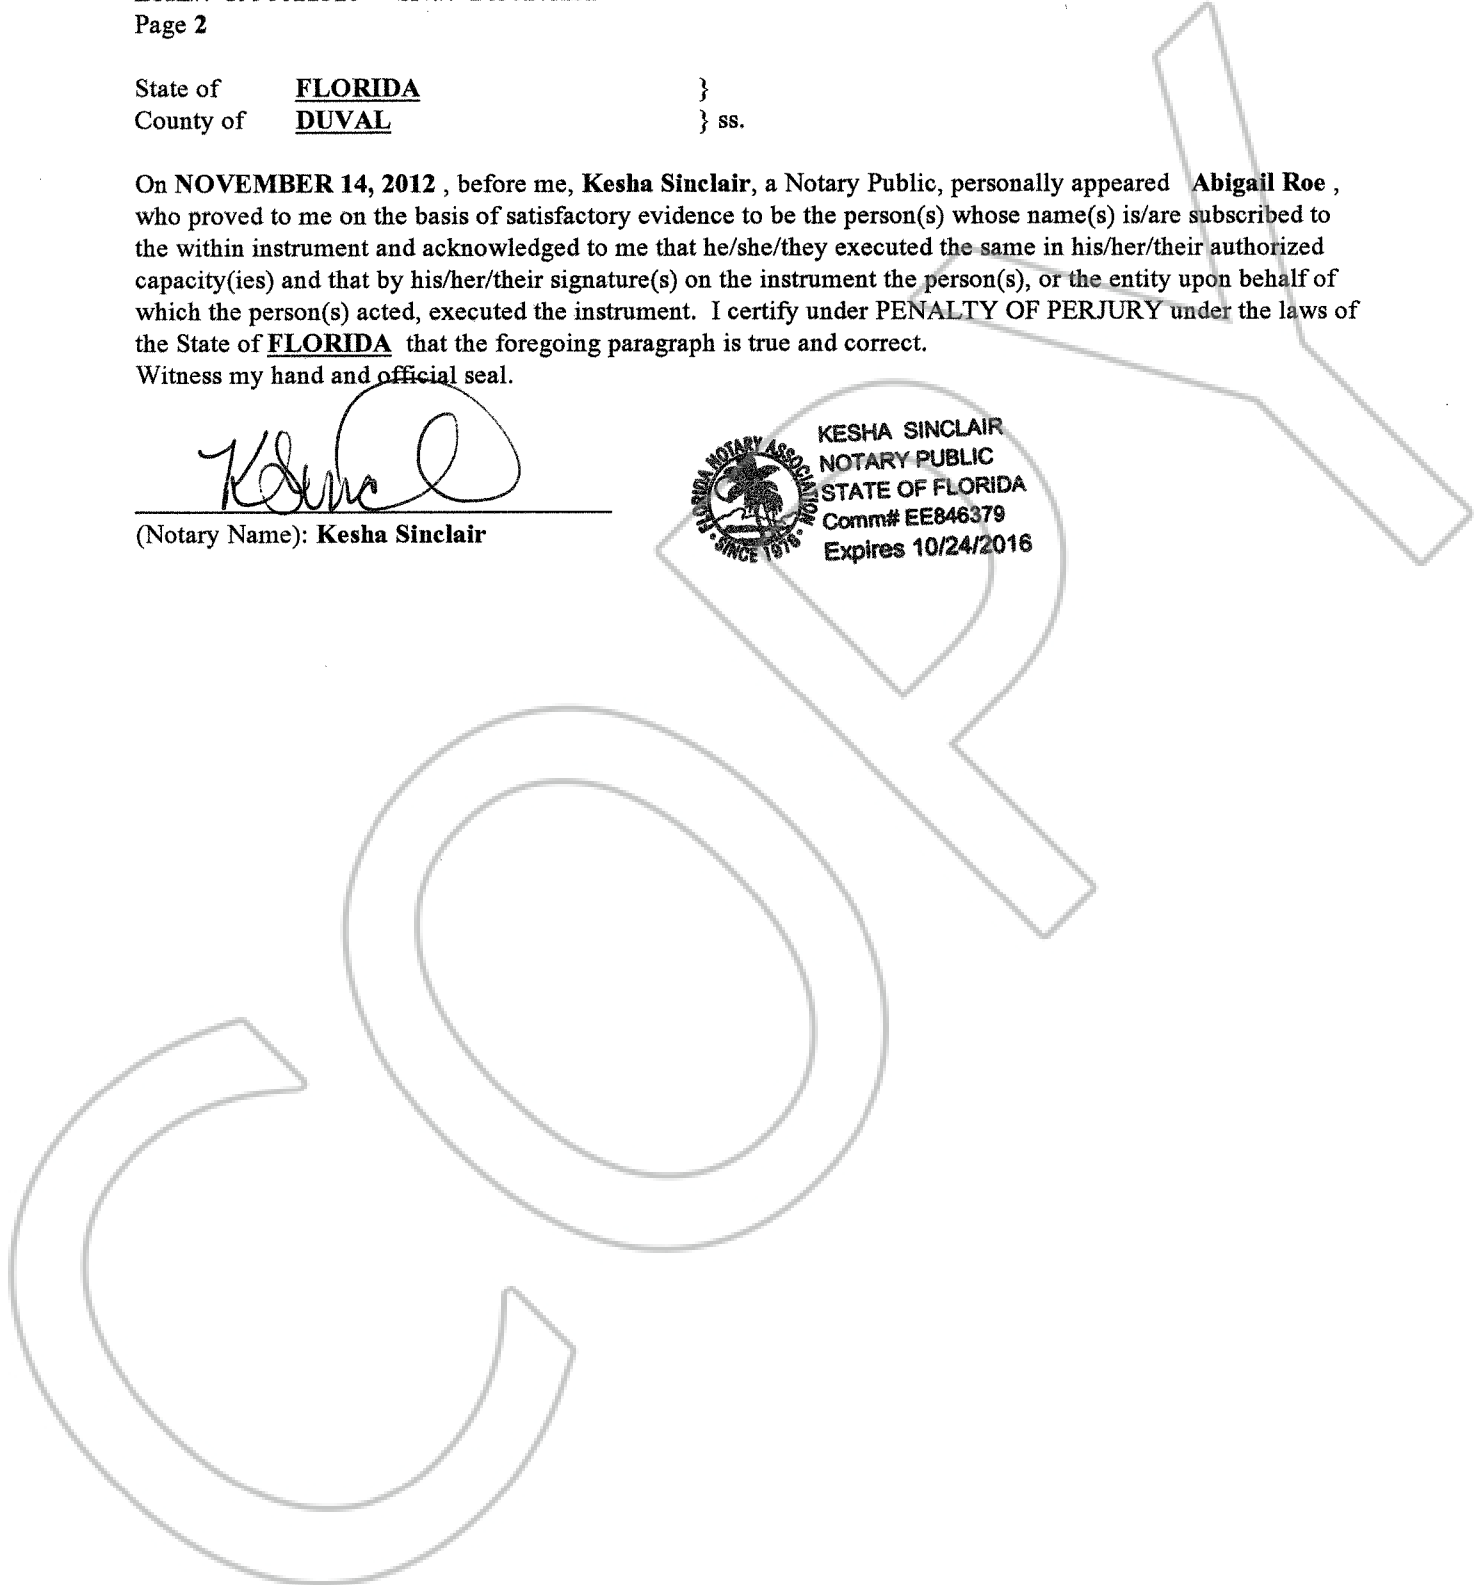 Page 2
State of FLORIDA }
County of DUVAL } ss.
On NOVEMBER 14, 2012 , before me, Kesha Sinclair, a Notary Public, personally appeared Abigail Roe ,
who proved to me on the basis of satisfactory evidence to be the person(s) whose name(s) is/are subscribed to
the within instrument and acknowledged to me that he/she/they executed the same in his/her/their authorized
capacity(ies) and that by his/her/their signature(s) on the instrument the person(s), or the entity upon behalf of
which the person(s) acted, executed the instrument. I certify under PENALTY OF PERJURY under the laws of
the State of FLORIDA that the foregoing paragraph is true and correct.
Witness my hand and official seal.
(Notary Name): Kesha Sinclair
FLORIDA NOTARY ASSOCIATION
SINCE 1978
KESHA SINCLAIR
NOTARY PUBLIC
STATE OF FLORIDA
Comm# EE846379
Expires 10/24/2016
COPY